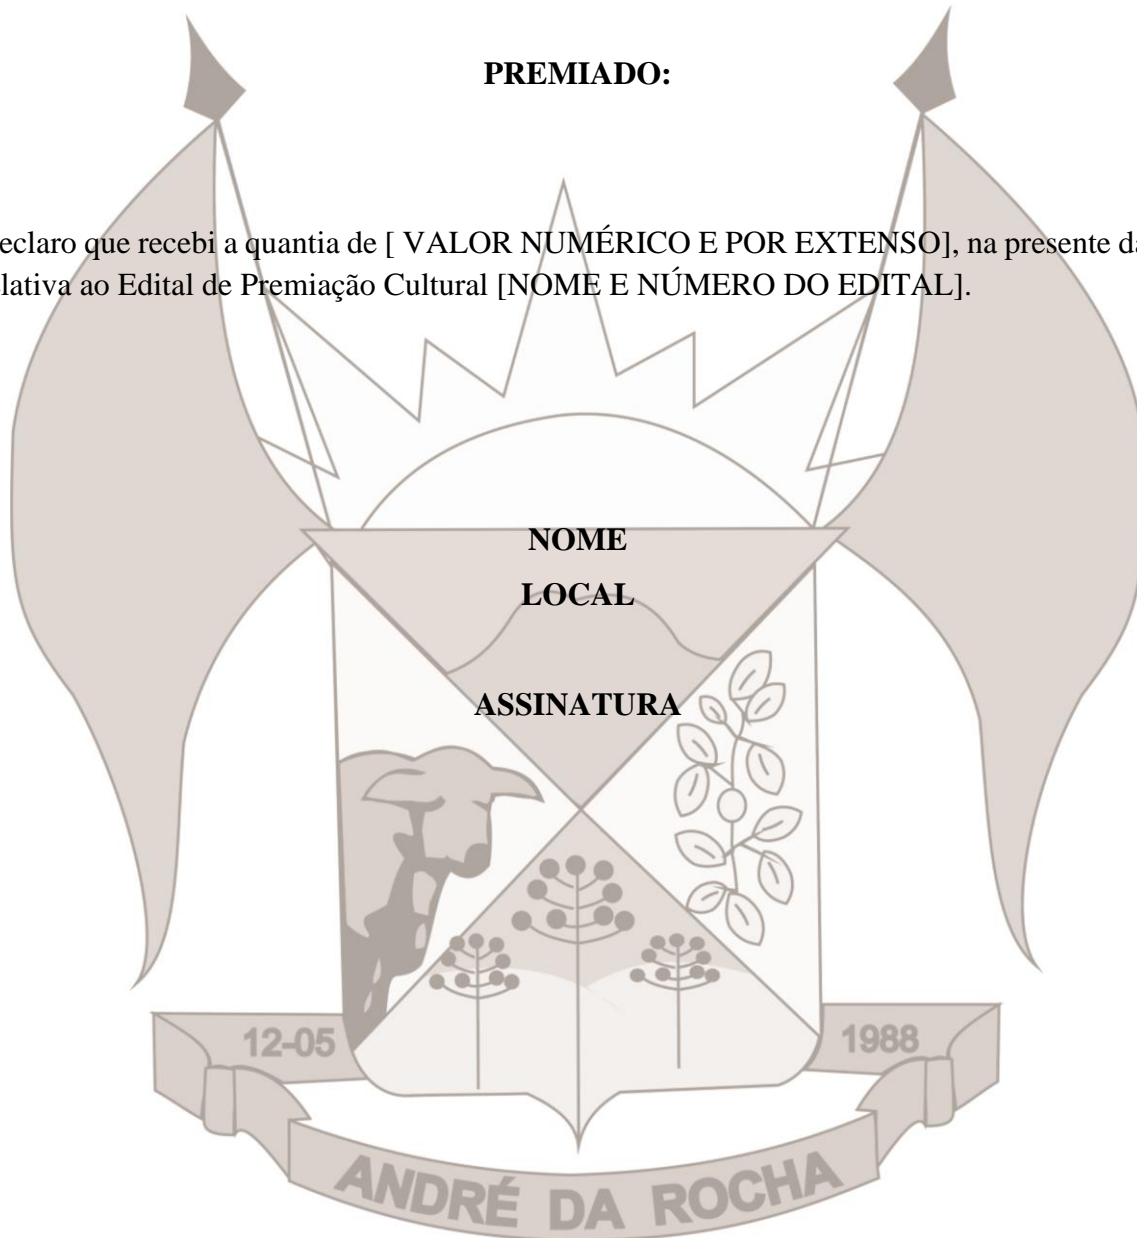 PREMIADO:
eclaro que recebi a quantia de [ VALOR NUMÉRICO E POR EXTENSO], na presente da
lativa ao Edital de Premiação Cultural [NOME E NÚMERO DO EDITAL].
NOME
LOCAL
ASSINATURA
12-05
1988
ANDRÉ DA ROCHA